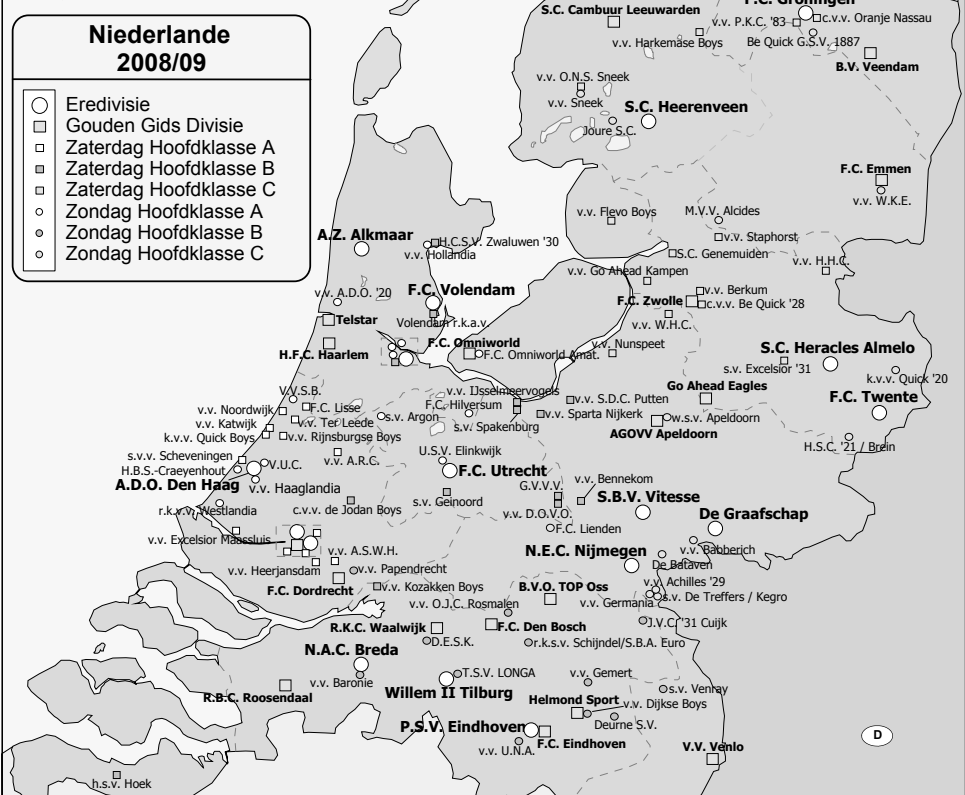 Niederlande
2008/09
Eredivisie
Gouden Gids Divisie
Zaterdag Hoofdklasse A
Zaterdag Hoofdklasse B
Zaterdag Hoofdklasse C
Zondag Hoofdklasse A
Zondag Hoofdklasse B
Zondag Hoofdklasse C
F.C. Groningen
S.C. Cambuur Leeuwarden
v.v. P.K.C. '83
c.v.v. Oranje Nassau
v.v. Harkemase Boys
Be Quick G.S.V. 1887
B.V. Veendam
v.v. O.N.S. Sneek
v.v. Sneek
S.C. Heerenveen
Joure S.C.
F.C. Emmen
v.v. W.K.E.
v.v. Flevo Boys
M.V.V. Alcides
v.v. Staphorst
A.Z. Alkmaar
H.C.S.V. Zwaluwen '30
v.v. Hollandia
S.C. Genemuiden
v.v. H.H.C.
v.v. Go Ahead Kampen
v.v. A.D.O. '20
F.C. Volendam
v.v. Berkum
F.C. Zwolle
c.v.v. Be Quick '28
Telstar
Volendam r.k.a.v.
v.v. W.H.C.
F.C. Omniworld
H.F.C. Haarlem
F.C. Omniworld Amat.
v.v. Nunspeet
S.C. Heracles Almelo
s.v. Excelsior '31
k.v.v. Quick '20
Go Ahead Eagles
F.C. Twente
V.V.S.B.
v.v. IJsselmeervogels
v.v. S.D.C. Putten
v.v. Noordwijk
F.C. Lisse
F.C. Hilversum
v.v. Sparta Nijkerk
w.s.v. Apeldoorn
v.v. Katwijk
v.v. Ter Leede
s.v. Argon
s.v. Spakenburg
AGOVV Apeldoorn
k.v.v. Quick Boys
v.v. Rijnsburgse Boys
H.S.C. '21 / Brein
s.v.v. Scheveningen
v.v. A.R.C.
U.S.V. Elinkwijk
H.B.S.-Craeyenhout
V.U.C.
F.C. Utrecht
A.D.O. Den Haag
v.v. Haaglandia
G.V.V.V.
v.v. Bennekom
S.B.V. Vitesse
r.k.v.v. Westlandia
c.v.v. de Jodan Boys
s.v. Geinoord
v.v. D.O.V.O.
De Graafschap
F.C. Lienden
v.v. Excelsior Maassluis
v.v. A.S.W.H.
N.E.C. Nijmegen
v.v. Babberich
De Bataven
v.v. Heerjansdam
v.v. Papendrecht
F.C. Dordrecht
v.v. Kozakken Boys
B.V.O. TOP Oss
v.v. Achilles '29
s.v. De Treffers / Kegro
v.v. O.J.C. Rosmalen
v.v. Germania
R.K.C. Waalwijk
F.C. Den Bosch
J.V.C. '31 Cuijk
D.E.S.K.
r.k.s.v. Schijndel/S.B.A. Euro
N.A.C. Breda
v.v. Baronie
T.S.V. LONGA
v.v. Gemert
R.B.C. Roosendaal
Willem II Tilburg
s.v. Venray
Helmond Sport
v.v. Dijkse Boys
Deurne S.V.
P.S.V. Eindhoven
F.C. Eindhoven
v.v. U.N.A.
V.V. Venlo
D
h.s.v. Hoek